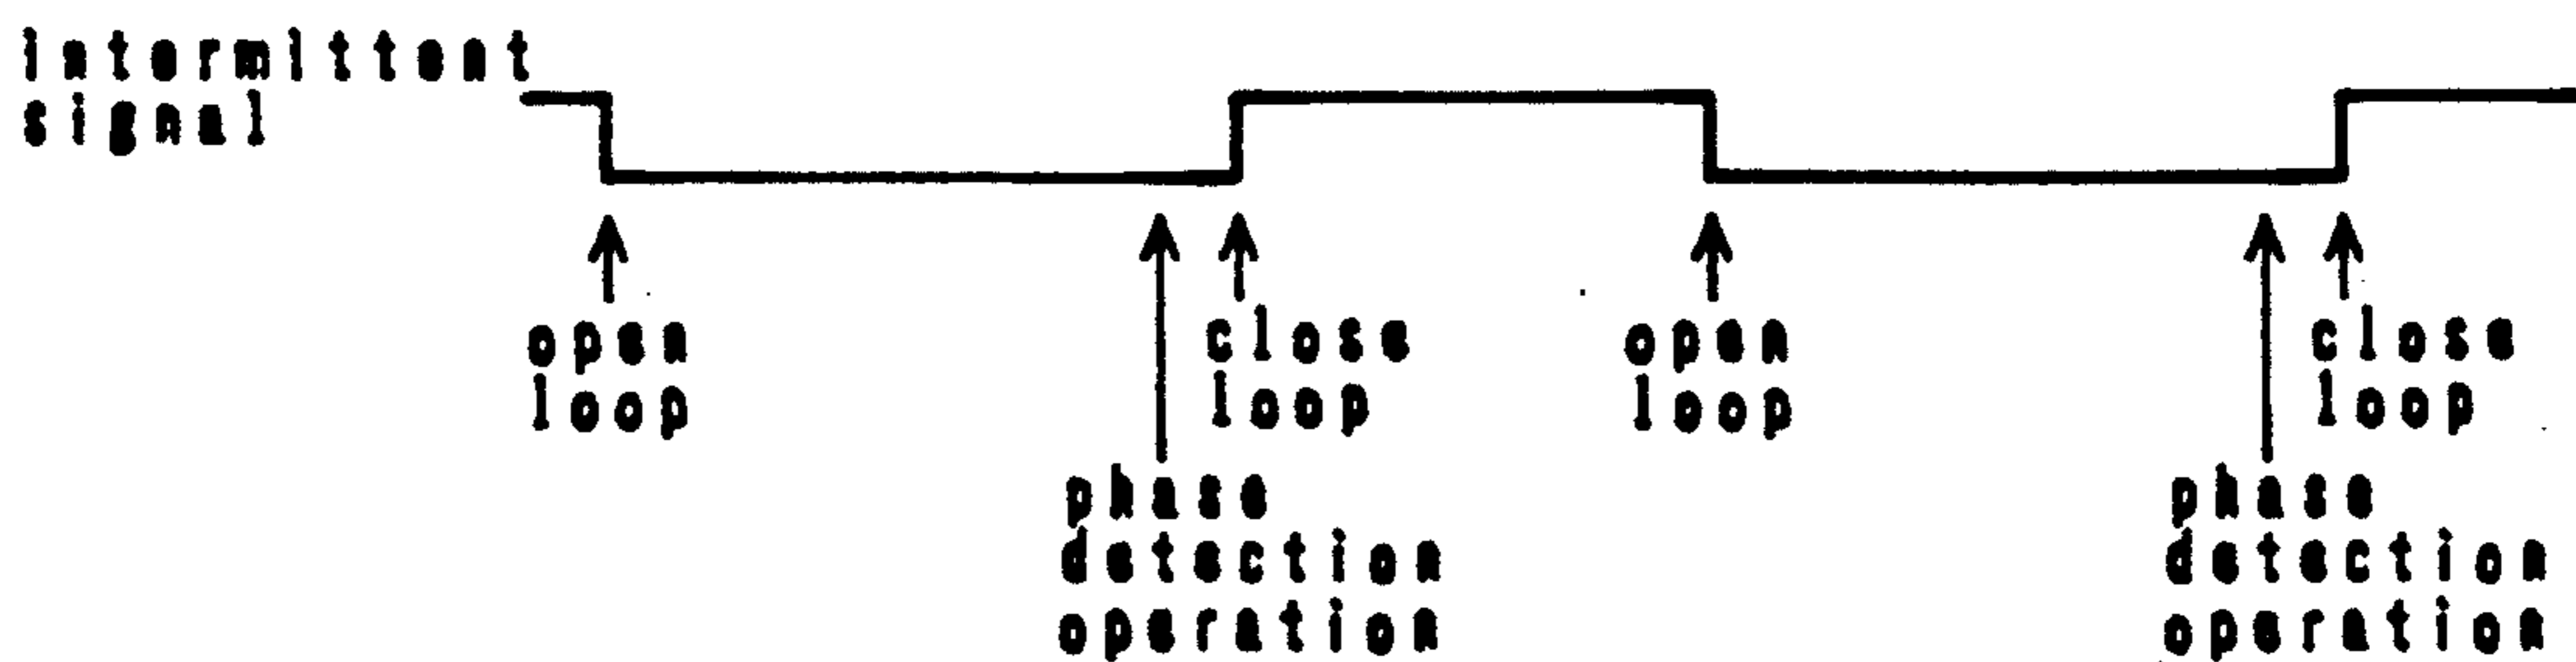 intermittent
signal
open
loop
close
loop
open
loop
close
loop
phase
detection
operation
phase
detection
operation